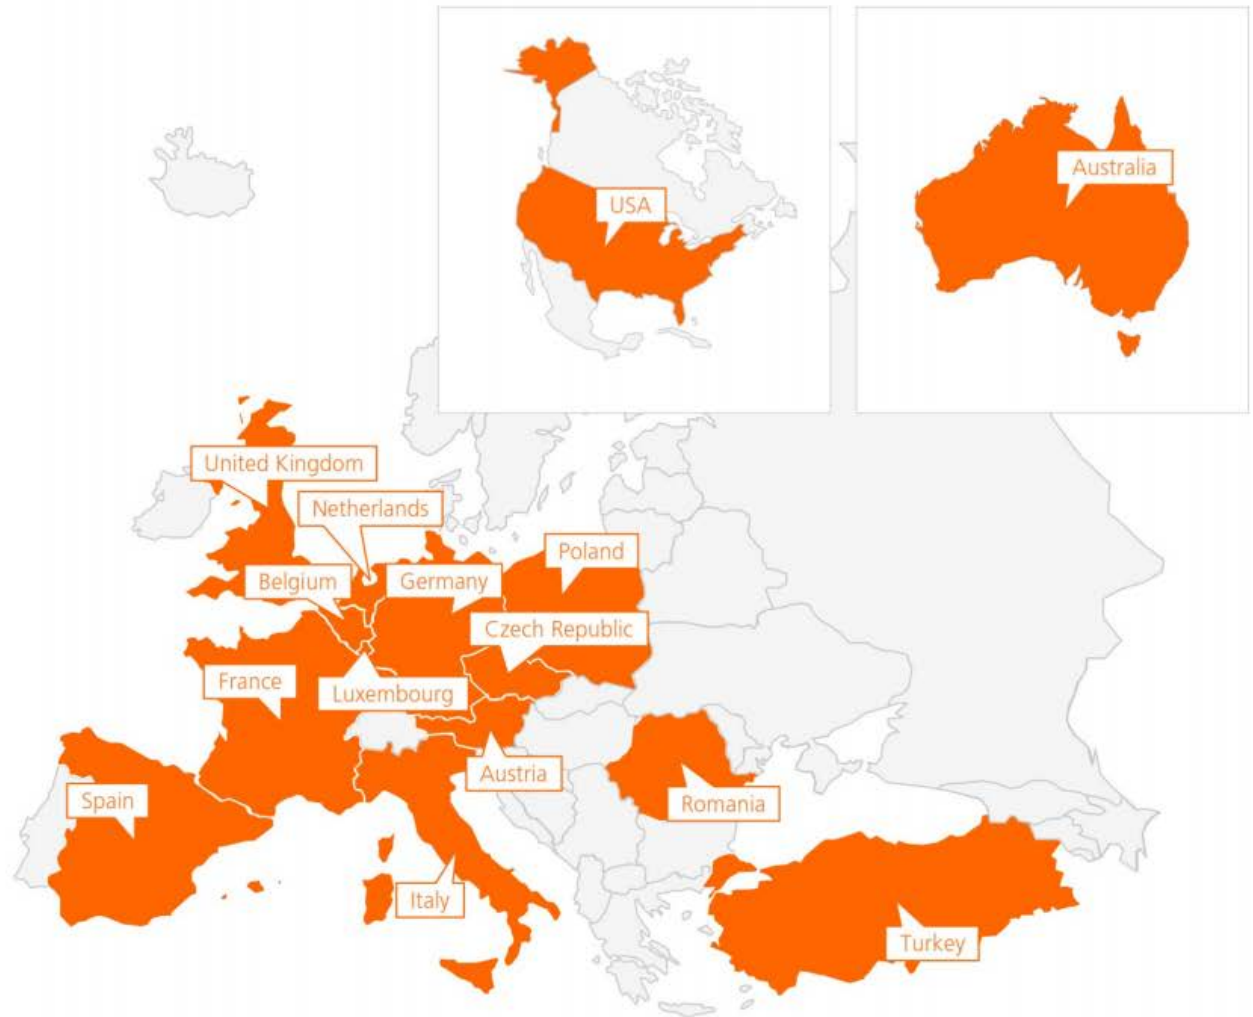 USA
Australia
United Kingdom
Netherlands
Poland
Belgium
Germany
Czech Republic
France
Luxembourg
Austria
Spain
Romania
Italy
Turkey